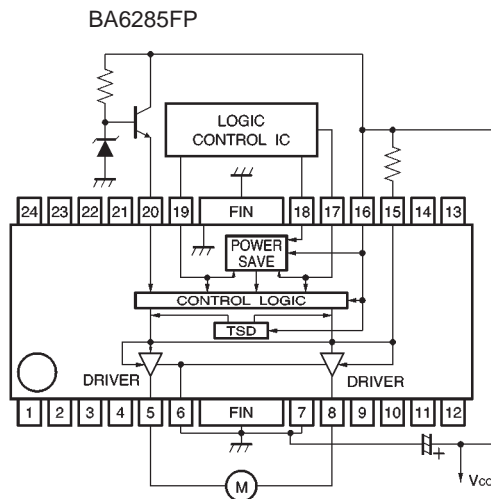 BA6285FP
LOGIC
CONTROL IC
24 23 22 21 20 19 FIN 18 17 16 15 14 13
POWER
SAVE
CONTROL LOGIC
TSD
DRIVER DRIVER
1 2 3 4 5 6 FIN 7 8 9 10 11 12
+
M
VCC